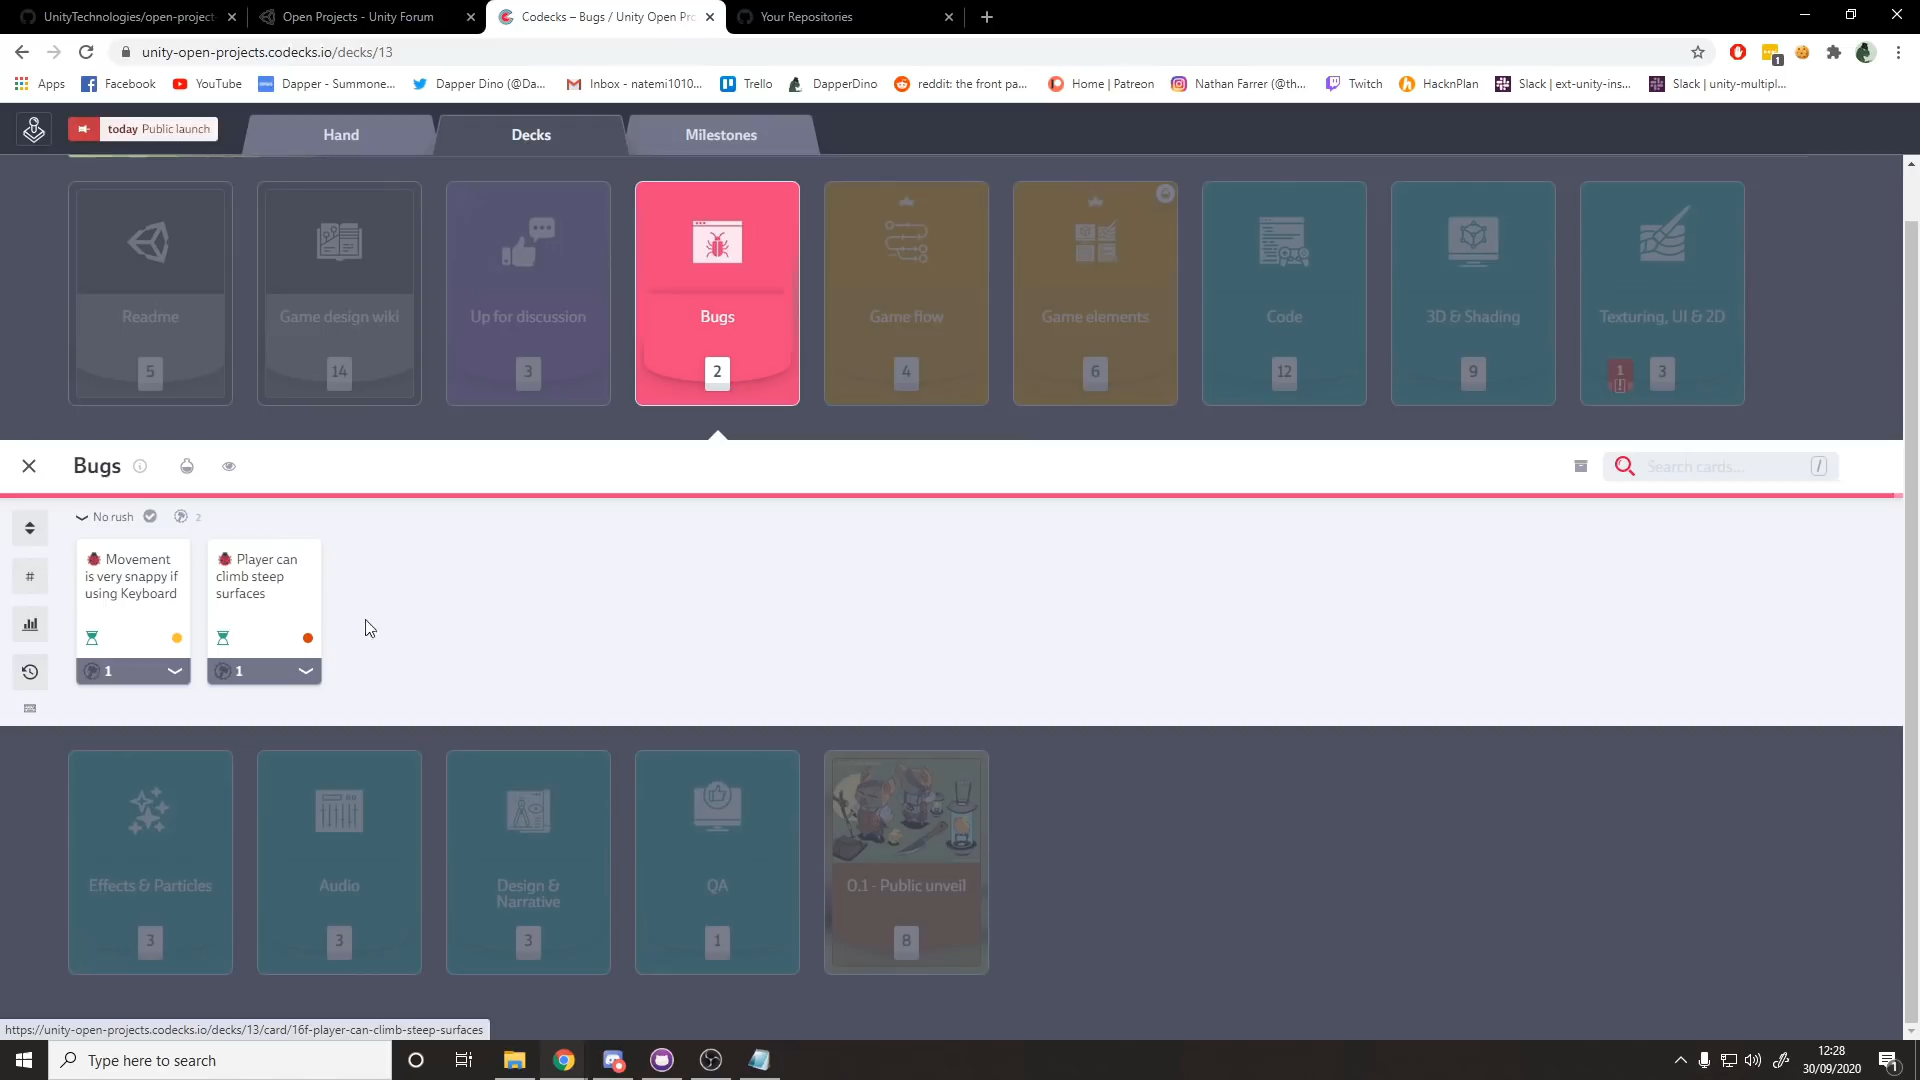 UnityTechnologies/open-project
Open Projects - Unity Forum
Codecks – Bugs / Unity Open Pro
Your Repositories
unity-open-projects.codecks.io/decks/13
1
Apps
Facebook
YouTube
Dapper - Summone...
Dapper Dino (@Da...
Inbox - natemi1010...
Trello
DapperDino
reddit: the front pa...
Home | Patreon
Nathan Farrer (@th...
Twitch
HacknPlan
Slack | ext-unity-ins...
Slack | unity-multipl...
today Public launch
Hand
Decks
Milestones
Readme
5
Game design wiki
14
Up for discussion
3
Bugs
2
Game flow
4
Game elements
6
Code
12
3D & Shading
9
Texturing, UI & 2D
1
3
Bugs
Search cards...
/
No rush
2
#
Movement
is very snappy if
using Keyboard
1
Player can
climb steep
surfaces
1
Effects & Particles
3
Audio
3
Design &
Narrative
3
QA
1
0.1 - Public unveil
8
https://unity-open-projects.codecks.io/decks/13/card/16f-player-can-climb-steep-surfaces
Type here to search
12:28
30/09/2020
1